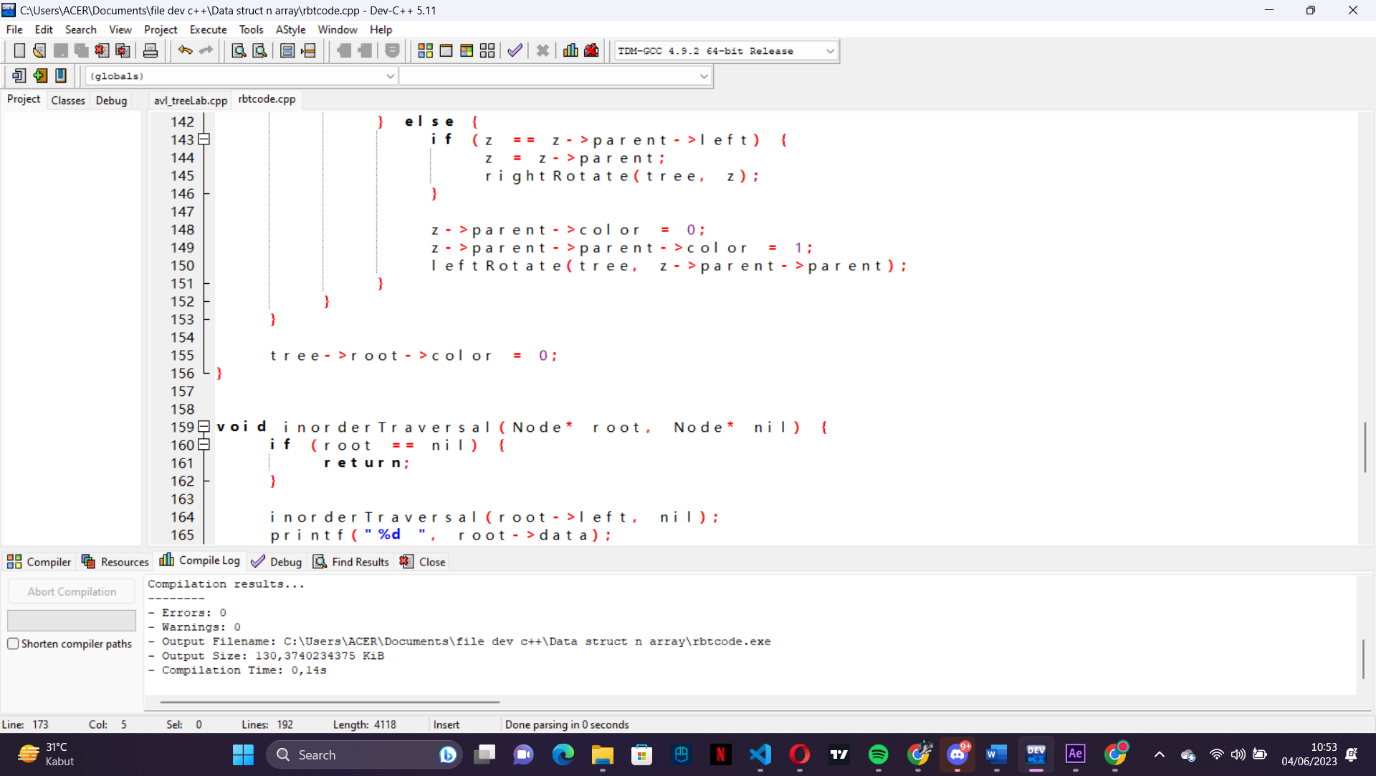 C:\Users\ACER\Documents\file dev c++\Data struct n array\rbtcode.cpp - Dev-C++ 5.11
File Edit Search View Project Execute Tools AStyle Window Help
TDM-GCC 4.9.2 64-bit Release
(globals)
Project Classes Debug avl_treeLab.cpp rbtcode.cpp
142 } else {
143 if (z == z->parent->left) {
144 z = z->parent;
145 rightRotate(tree, z);
146 }
147
148 z->parent->color = 0;
149 z->parent->parent->color = 1;
150 leftRotate(tree, z->parent->parent);
151 }
152 }
153 }
154
155 tree->root->color = 0;
156 }
157
158
159 void inorderTraversal(Node* root, Node* nil) {
160 if (root == nil) {
161 return;
162 }
163
164 inorderTraversal(root->left, nil);
165 printf("%d ", root->data);
Compiler Resources Compile Log Debug Find Results Close
Abort Compilation
Shorten compiler paths
Compilation results...
--------
- Errors: 0
- Warnings: 0
- Output Filename: C:\Users\ACER\Documents\file dev c++\Data struct n array\rbtcode.exe
- Output Size: 130,3740234375 KiB
- Compilation Time: 0,14s
Line: 173 Col: 5 Sel: 0 Lines: 192 Length: 4118 Insert Done parsing in 0 seconds
31°C
Kabut
Search
9+
DEV
Ae
10:53
04/06/2023